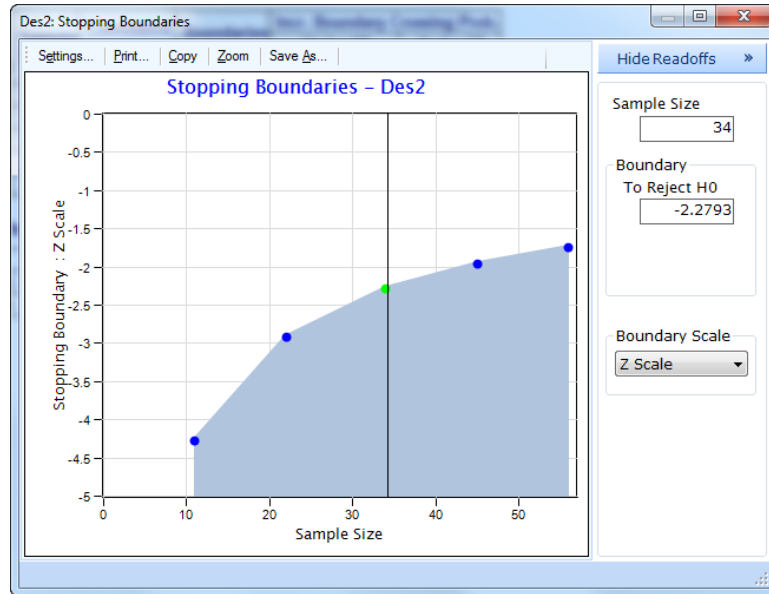 Des2: Stopping Boundaries
Settings... Print... Copy Zoom Save As...
Hide Readoffs »
Stopping Boundaries - Des2
0
-0.5
-1
-1.5
-2
-2.5
-3
-3.5
-4
-4.5
-5
Stopping Boundary : Z Scale
0 10 20 30 40 50
Sample Size
Sample Size
34
Boundary
To Reject H0
-2.2793
Boundary Scale
Z Scale